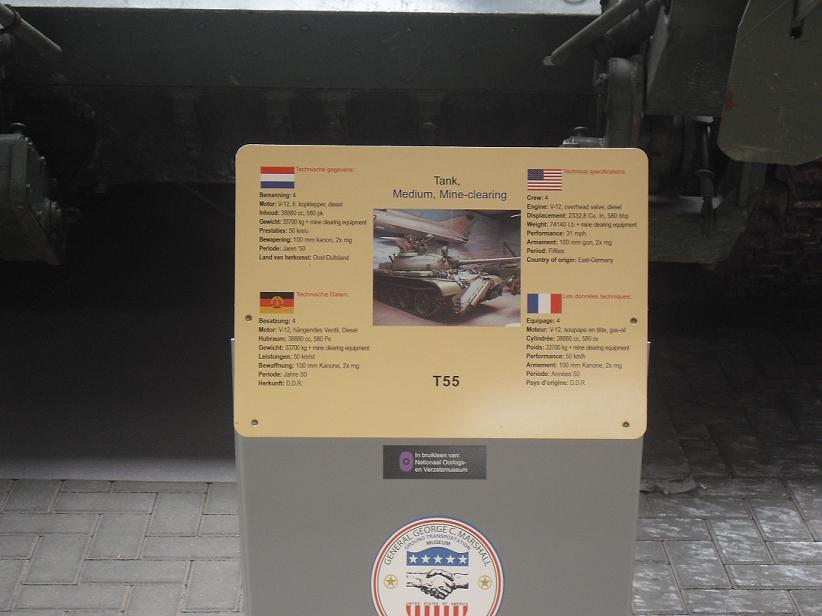 Tank,
Medium, Mine-clearing
Technische gegevens:
Bemanning: 4
Motor: V-12, 6, kopklepper, diesel
Inhoud: 38880 cc, 580 pk
Gewicht: 33700 kg + mine clearing equipment
Prestaties: 50 km/u
Bewapening: 100 mm kanon, 2x mg
Periode: Jaren '50
Land van herkomst: Oost-Duitsland
Technical specifications:
Crew: 4
Engine: V-12, overhead valve, diesel
Displacement: 2332,8 Cu. In, 580 bhp
Weight: 74140 Lb + mine clearing equipment
Performance: 31 mph
Armament: 100 mm gun, 2x mg
Period: Fifties
Country of origin: East-Germany
Technische Daten:
Besatzung: 4
Motor: V-12, hängendes Ventil, Diesel
Hubraum: 38880 cc, 580 Ps
Gewicht: 33700 kg + mine clearing equipment
Leistungen: 50 km/st
Bewaffnung: 100 mm Kanone, 2x mg
Periode: Jahre 50
Herkunft: D.D.R.
Les données techniques:
Equipage: 4
Moteur: V-12, soupape en tête, gas-oil
Cylindrée: 38880 cc, 580 cv
Poids: 33700 kg + mine clearing equipment
Performance: 50 km/h
Armement: 100 mm Kanone, 2x mg
Période: Années 50
Pays d'origine: D.D.R.
T55
In bruikleen van:
Nationaal Oorlogs-
en Verzetsmuseum
GENERAL GEORGE C. MARSHALL
GROUND TRANSPORTATION
MUSEUM
UNITED STATES OF AMERICA